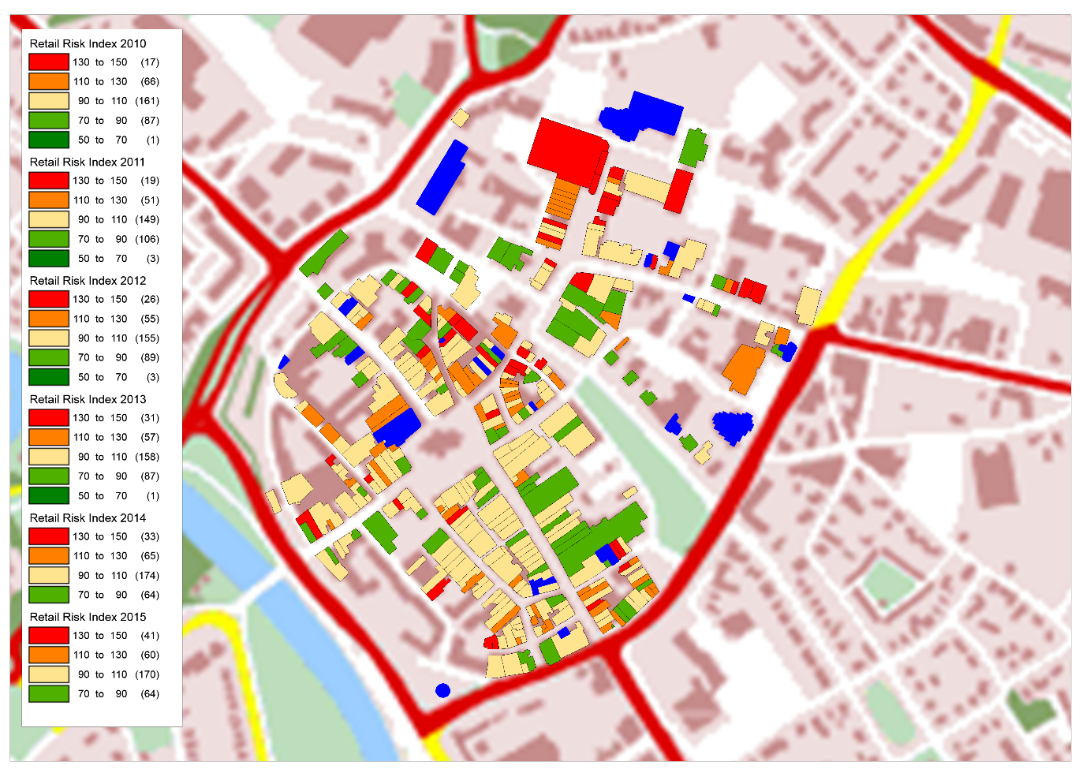 Retail Risk Index 2010
130 to 150 (17)
110 to 130 (66)
90 to 110 (161)
70 to 90 (87)
50 to 70 (1)
Retail Risk Index 2011
130 to 150 (19)
110 to 130 (51)
90 to 110 (149)
70 to 90 (106)
50 to 70 (3)
Retail Risk Index 2012
130 to 150 (26)
110 to 130 (55)
90 to 110 (155)
70 to 90 (89)
50 to 70 (3)
Retail Risk Index 2013
130 to 150 (31)
110 to 130 (57)
90 to 110 (158)
70 to 90 (87)
50 to 70 (1)
Retail Risk Index 2014
130 to 150 (33)
110 to 130 (65)
90 to 110 (174)
70 to 90 (64)
Retail Risk Index 2015
130 to 150 (41)
110 to 130 (60)
90 to 110 (170)
70 to 90 (64)